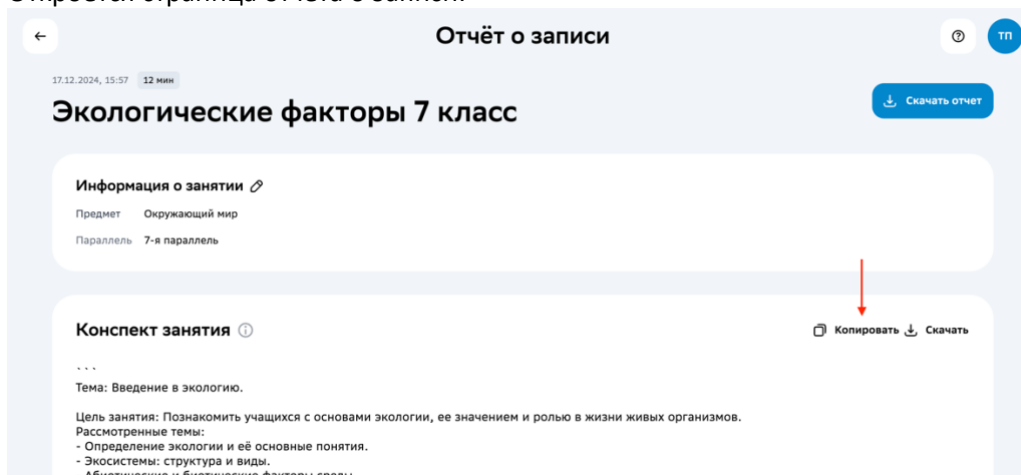 Отчёт о записи
ТП
17.12.2024, 15:57 12 мин
Экологические факторы 7 класс
Скачать отчет
Информация о занятии
Предмет Окружающий мир
Параллель 7-я параллель
Конспект занятия
Копировать Скачать
...
Тема: Введение в экологию.
Цель занятия: Познакомить учащихся с основами экологии, ее значением и ролью в жизни живых организмов.
Рассмотренные темы:
- Определение экологии и её основные понятия.
- Экосистемы: структура и виды.